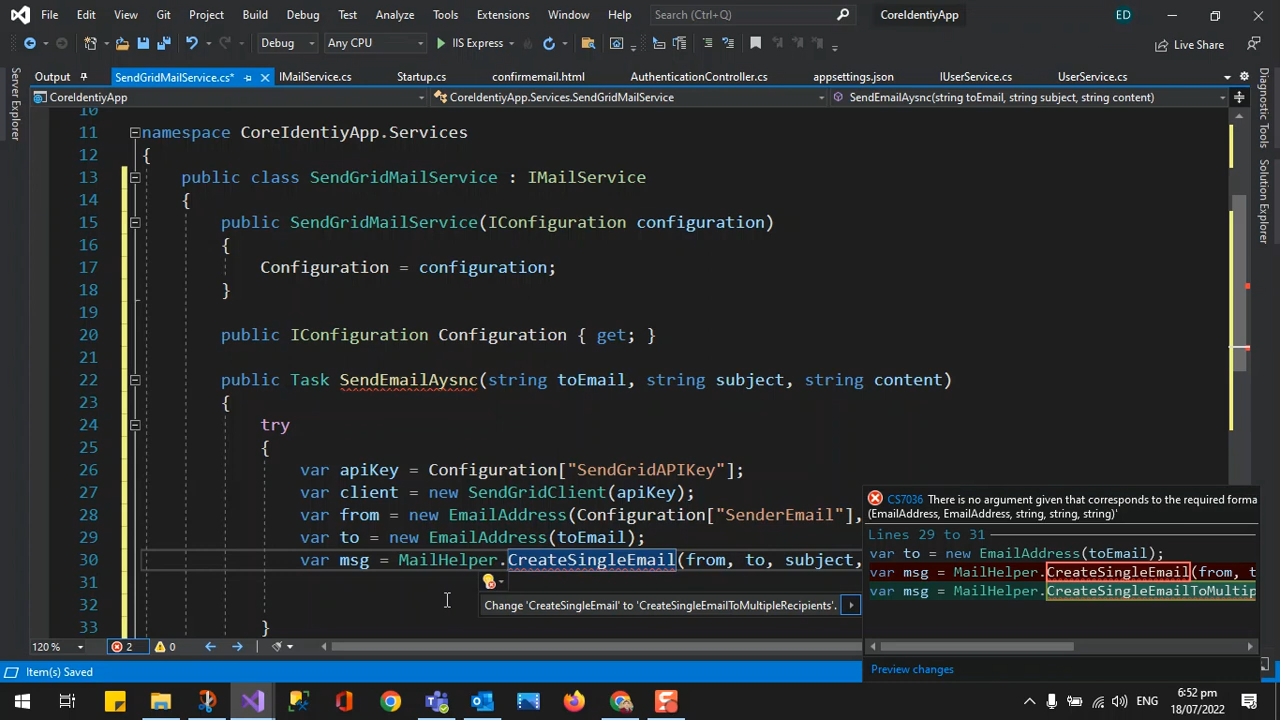 File Edit View Git Project Build Debug Test Analyze Tools Extensions Window Help Search (Ctrl+Q) CoreIdentiyApp ED
Debug Any CPU IIS Express Live Share
Output SendGridMailService.cs* IMailService.cs Startup.cs confirmemail.html AuthenticationController.cs appsettings.json IUserService.cs UserService.cs
CoreIdentiyApp CoreIdentiyApp.Services.SendGridMailService SendEmailAysnc(string toEmail, string subject, string content)
Server Explorer
Diagnostic Tools
Solution Explorer
10
11 namespace CoreIdentiyApp.Services
12 {
13 public class SendGridMailService : IMailService
14 {
15 public SendGridMailService(IConfiguration configuration)
16 {
17 Configuration = configuration;
18 }
19
20 public IConfiguration Configuration { get; }
21
22 public Task SendEmailAysnc(string toEmail, string subject, string content)
23 {
24 try
25 {
26 var apiKey = Configuration["SendGridAPIKey"];
27 var client = new SendGridClient(apiKey);
28 var from = new EmailAddress(Configuration["SenderEmail"],
29 var to = new EmailAddress(toEmail);
30 var msg = MailHelper.CreateSingleEmail(from, to, subject,
31
32
33 }
Change 'CreateSingleEmail' to 'CreateSingleEmailToMultipleRecipients'.
CS7036 There is no argument given that corresponds to the required forma
(EmailAddress, EmailAddress, string, string, string)'
Lines 29 to 31
var to = new EmailAddress(toEmail);
var msg = MailHelper.CreateSingleEmail(from, t
var msg = MailHelper.CreateSingleEmailToMultip
Preview changes
120 % 2 0
Item(s) Saved
ENG 6:52 pm
18/07/2022